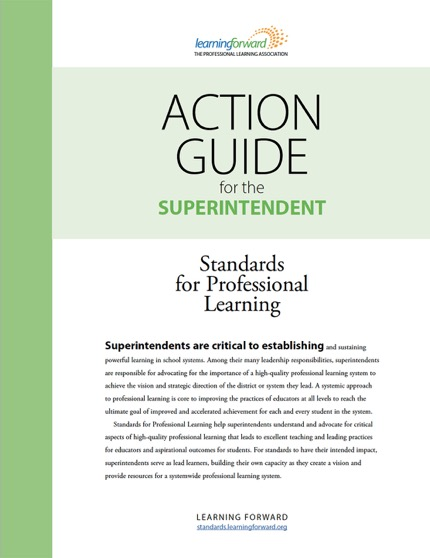 learningforward
THE PROFESSIONAL LEARNING ASSOCIATION
ACTION
GUIDE
for the
SUPERINTENDENT
Standards
for Professional
Learning
Superintendents are critical to establishing and sustaining
powerful learning in school systems. Among their many leadership responsibilities, superintendents
are responsible for advocating for the importance of a high-quality professional learning system to
achieve the vision and strategic direction of the district or system they lead. A systemic approach
to professional learning is core to improving the practices of educators at all levels to reach the
ultimate goal of improved and accelerated achievement for each and every student in the system.
Standards for Professional Learning help superintendents understand and advocate for critical
aspects of high-quality professional learning that leads to excellent teaching and leading practices
for educators and aspirational outcomes for students. For standards to have their intended impact,
superintendents serve as lead learners, building their own capacity as they create a vision and
provide resources for a systemwide professional learning system.
LEARNING FORWARD
standards.learningforward.org